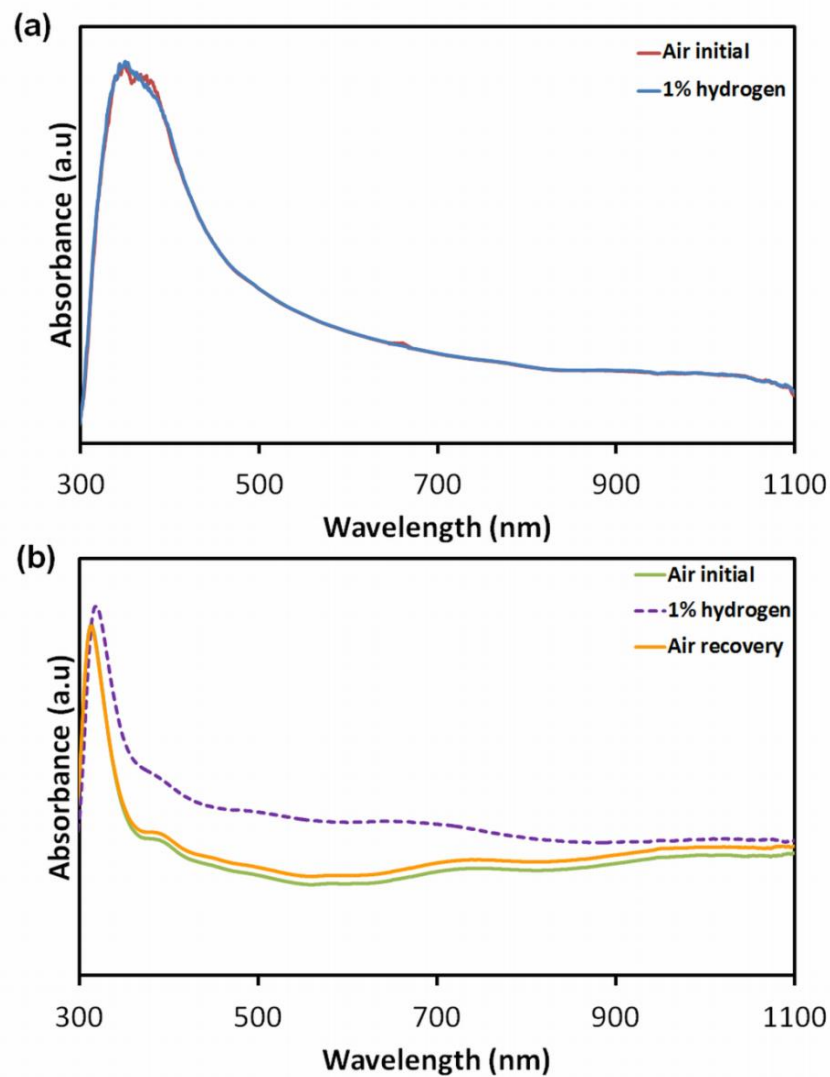 (a)
Air initial
1% hydrogen
Absorbance (a.u)
300 500 700 900 1100
Wavelength (nm)
(b)
Air initial
1% hydrogen
Air recovery
Absorbance (a.u)
300 500 700 900 1100
Wavelength (nm)